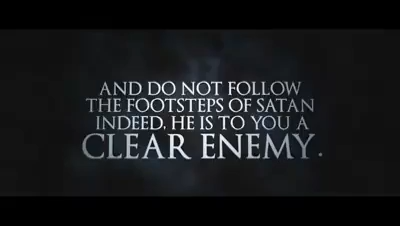 AND DO NOT FOLLOW
THE FOOTSTEPS OF SATAN
INDEED, HE IS TO YOU A
CLEAR ENEMY.